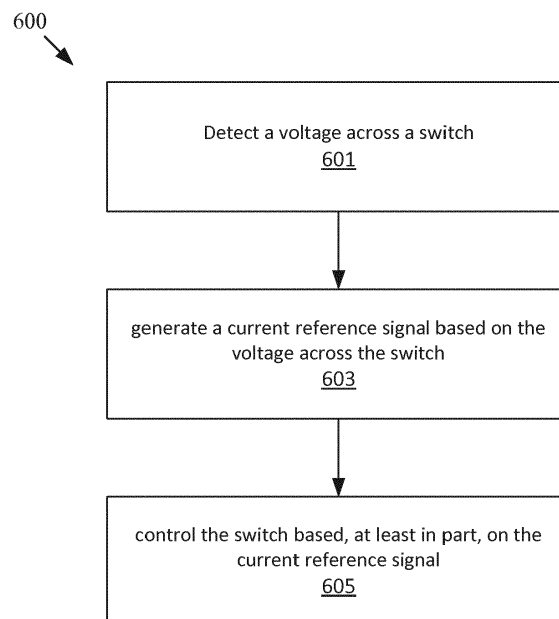 600
Detect a voltage across a switch
601
generate a current reference signal based on the
voltage across the switch
603
control the switch based, at least in part, on the
current reference signal
605